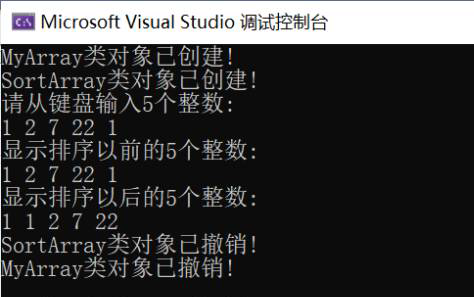 Microsoft Visual Studio 调试控制台
MyArray类对象已创建!
SortArray类对象已创建!
请从键盘输入5个整数:
1 2 7 22 1
显示排序以前的5个整数:
1 2 7 22 1
显示排序以后的5个整数:
1 1 2 7 22
SortArray类对象已撤销!
MyArray类对象已撤销!